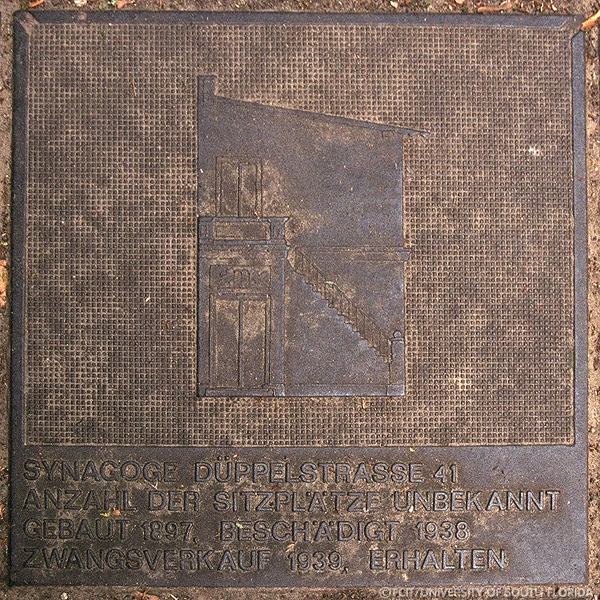 SYNAGOGE DÜPPELSTRASSE 41
ANZAHL DER SITZPLÄTZE UNBEKANNT
GEBAUT 1897, BESCHÄDIGT 1938
ZWANGSVERKAUF 1939, ERHALTEN
©FCIT/UNIVERSITY OF SOUTH FLORIDA